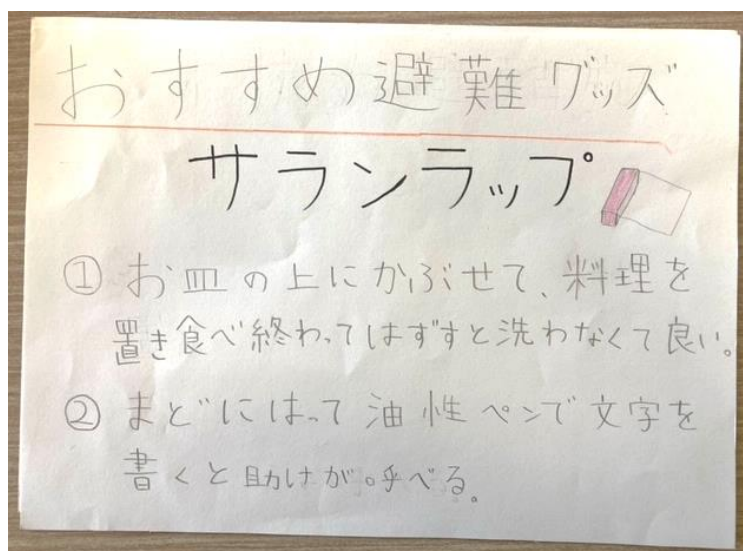 おすすめ避難グッズ
サランラップ
① お皿の上にかぶせて、料理を
置き食べ終わってはずすと洗わなくて良い。
② まどにはって油性ペンで文字を
書くと助けが呼べる。